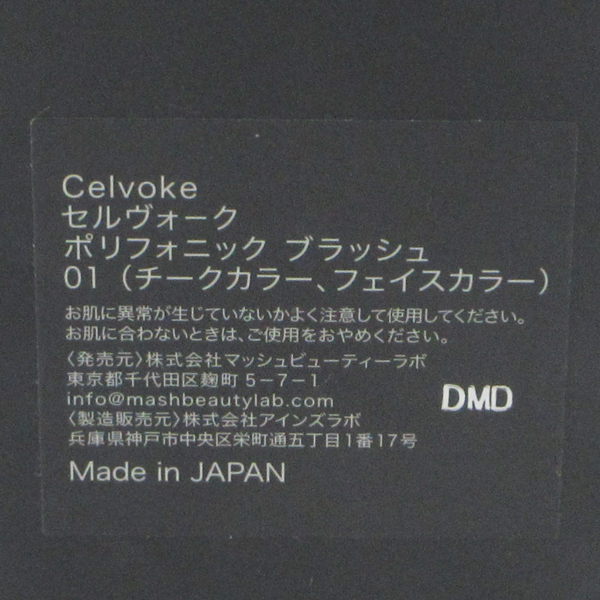 Celvoke
セルヴォーク
ポリフォニック ブラッシュ
01（チークカラー、フェイスカラー）
お肌に異常が生じていないかよく注意して使用してください。
お肌に合わないときは、ご使用をおやめください。
〈発売元〉株式会社マッシュビューティーラボ
東京都千代田区麹町5-7-1
info@mashbeautylab.com
DMD
〈製造販売元〉株式会社アインズラボ
兵庫県神戸市中央区栄町通五丁目1番17号
Made in JAPAN